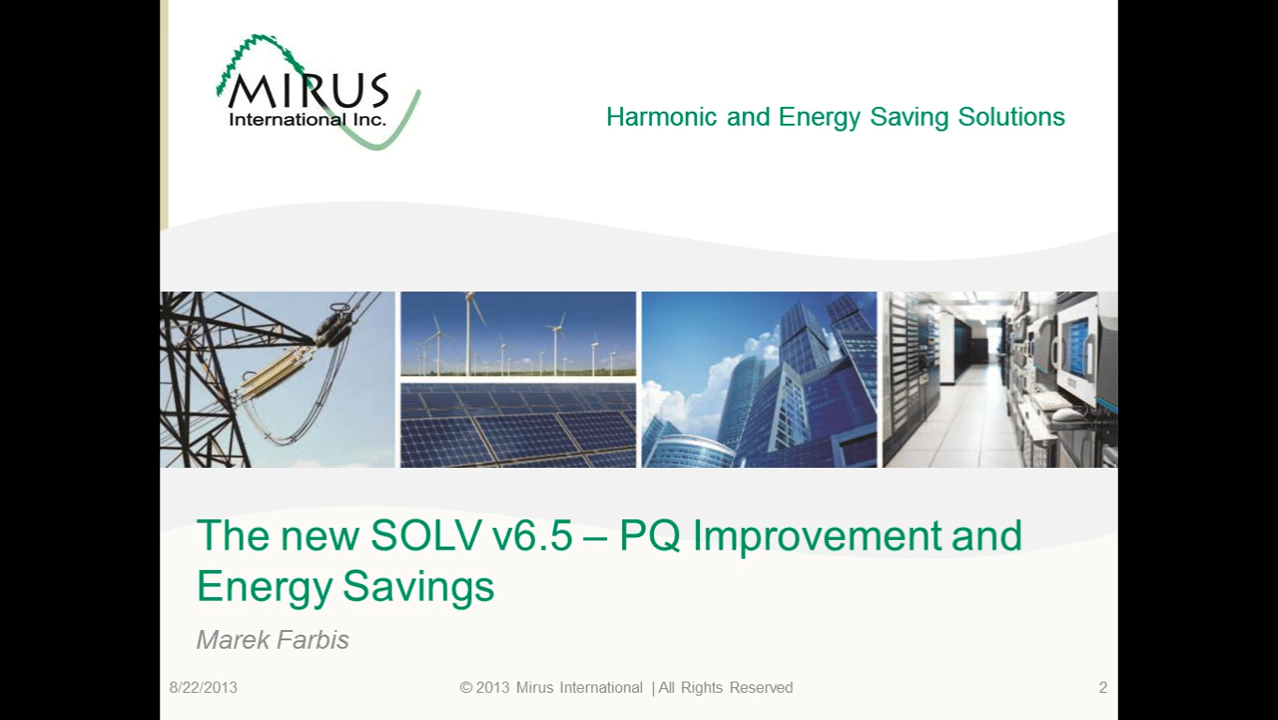 MIRUS
International Inc.
Harmonic and Energy Saving Solutions
The new SOLV v6.5 – PQ Improvement and
Energy Savings
Marek Farbis
8/22/2013
© 2013 Mirus International | All Rights Reserved
2